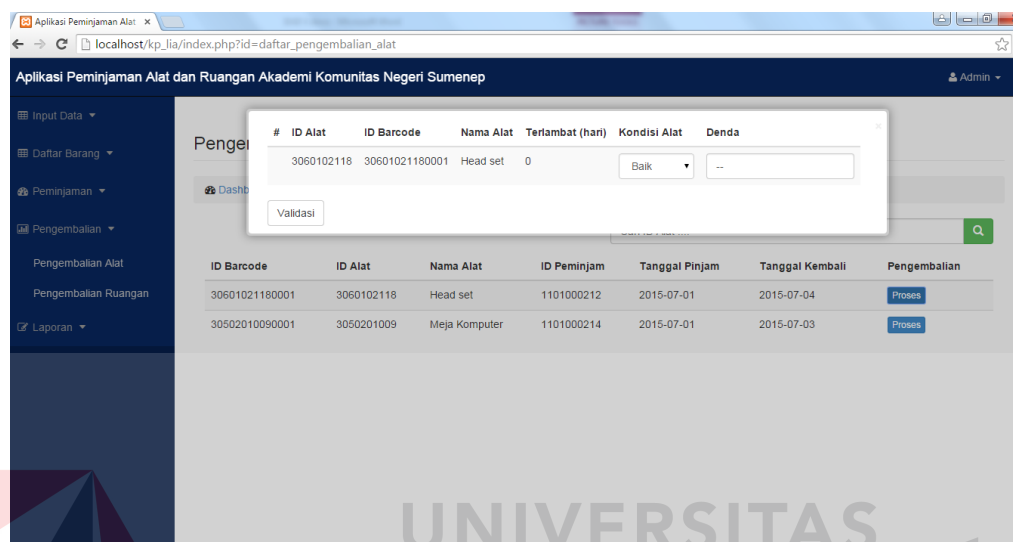 Aplikasi Peminjaman Alat
localhost/kp_lia/index.php?id=daftar_pengembalian_alat
Aplikasi Peminjaman Alat dan Ruangan Akademi Komunitas Negeri Sumenep
Admin
Input Data
Daftar Barang
Peminjaman
Pengembalian
Pengembalian Alat
Pengembalian Ruangan
Laporan
# ID Alat ID Barcode Nama Alat Terlambat (hari) Kondisi Alat Denda
3060102118 30601021180001 Head set 0 Baik --
Validasi
ID Barcode ID Alat Nama Alat ID Peminjam Tanggal Pinjam Tanggal Kembali Pengembalian
30601021180001 3060102118 Head set 1101000212 2015-07-01 2015-07-04 Proses
30502010090001 3050201009 Meja Komputer 1101000214 2015-07-01 2015-07-03 Proses
UNIVERSITAS